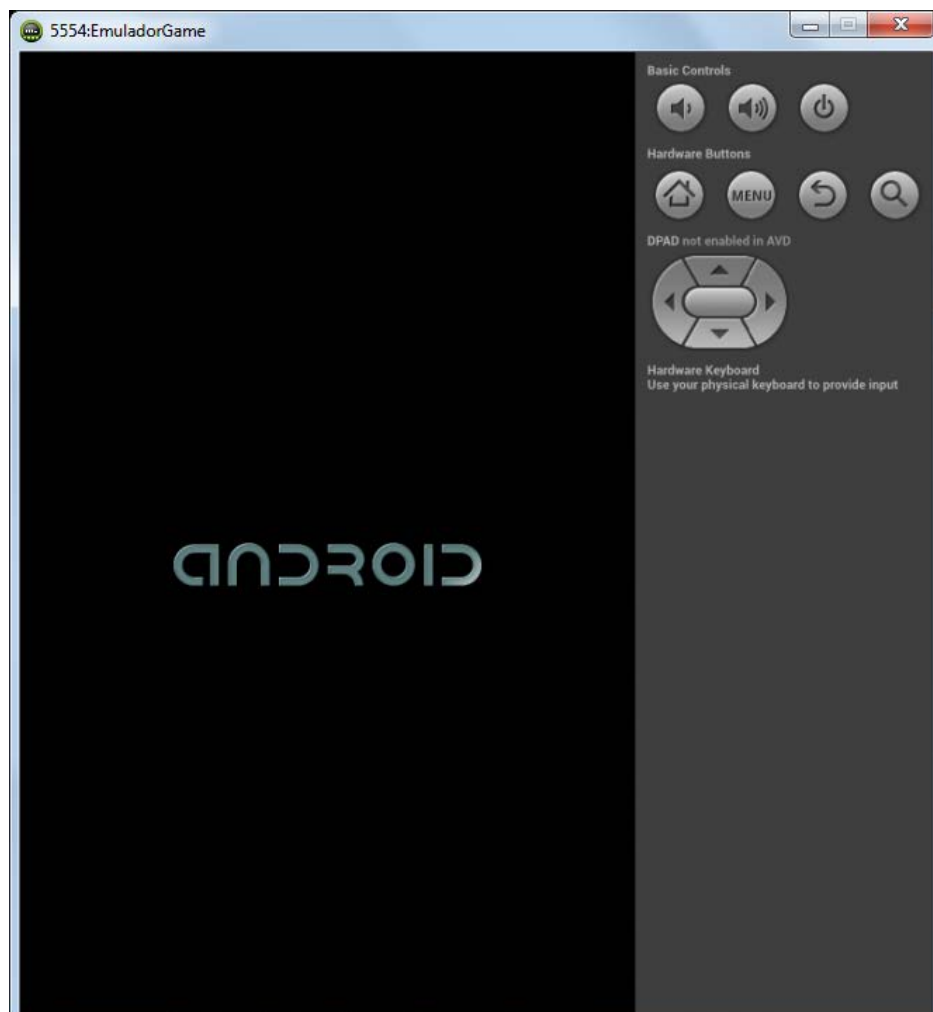 5554:EmuladorGame
Basic Controls
Hardware Buttons
MENU
DPAD not enabled in AVD
Hardware Keyboard
Use your physical keyboard to provide input
ANDROID